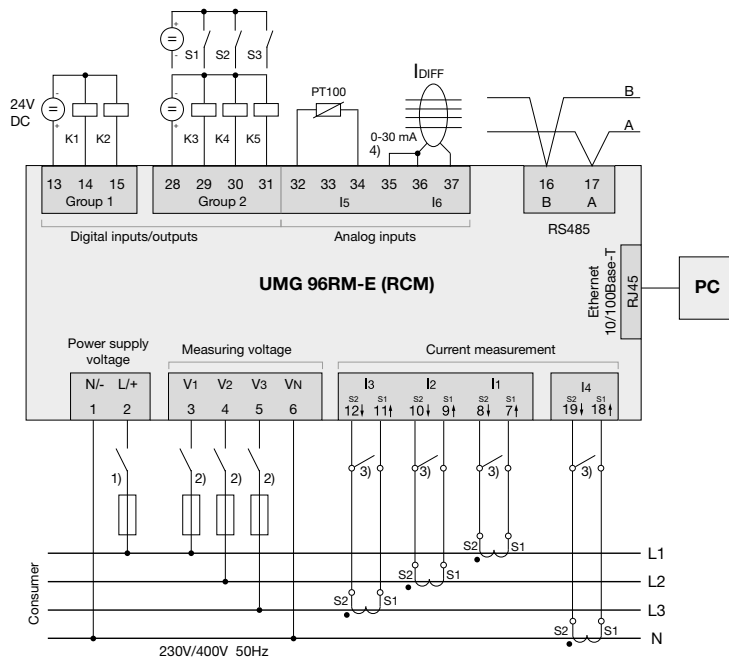 S1 S2 S3
IDIFF
24V
DC
PT100
B
K1 K2
K3 K4 K5
0-30 mA
4)
A
13 14 15
Group 1
28 29 30 31
Group 2
32 33 34 35 36 37
I5 I6
16 17
B A
Digital inputs/outputs
Analog inputs
RS485
UMG 96RM-E (RCM)
Ethernet
10/100Base-T
RJ45
PC
Power supply
voltage
Measuring voltage
Current measurement
N/- L/+
1 2
V1 V2 V3 VN
3 4 5 6
I3 I2 I1
S2 S1 S2 S1 S2 S1
12 11 10 9 8 7
I4
S2 S1
19 18
1) 2) 2) 2)
3) 3) 3) 3)
S2 S1
L1
S2 S1
L2
S2 S1
L3
S2 S1
N
Consumer
230V/400V 50Hz